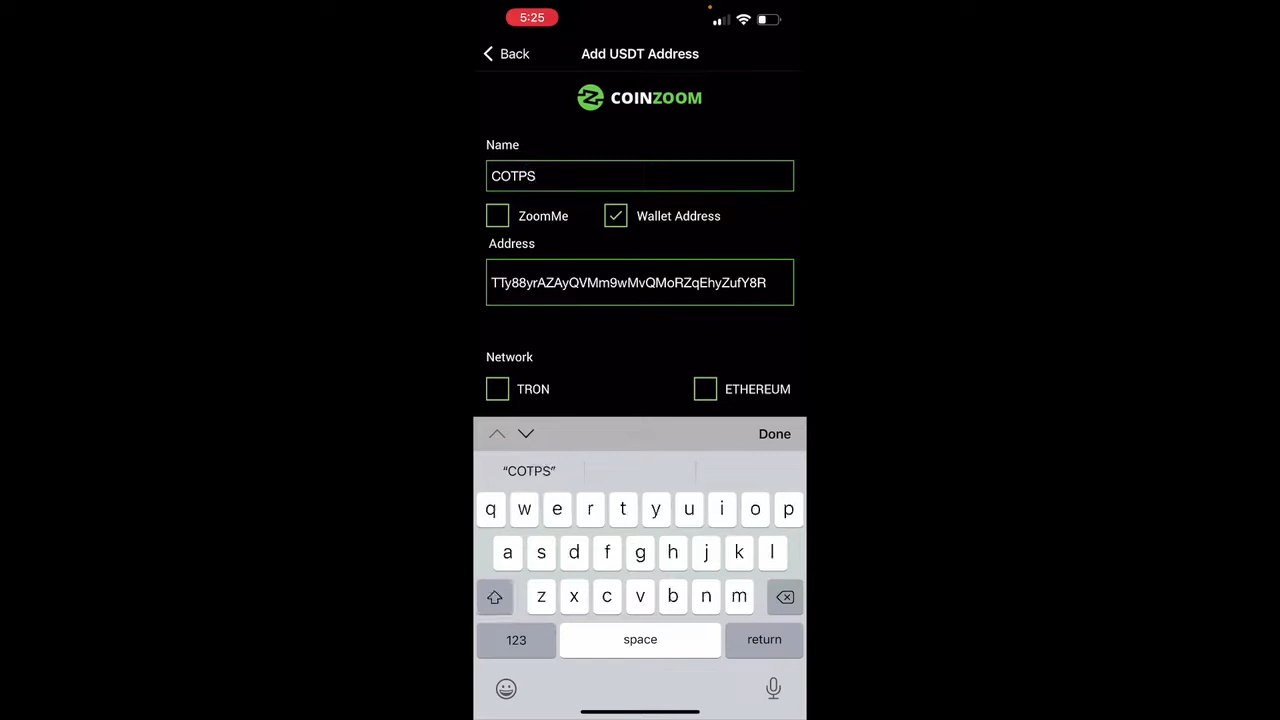 5:25
Back Add USDT Address
COINZOOM
Name
COTPS
ZoomMe Wallet Address
Address
TTy88yrAZAyQVMm9wMvQMoRZqEhyZufY8R
Network
TRON ETHEREUM
Done
“COTPS”
q w e r t y u i o p
a s d f g h j k l
z x c v b n m
123 space return